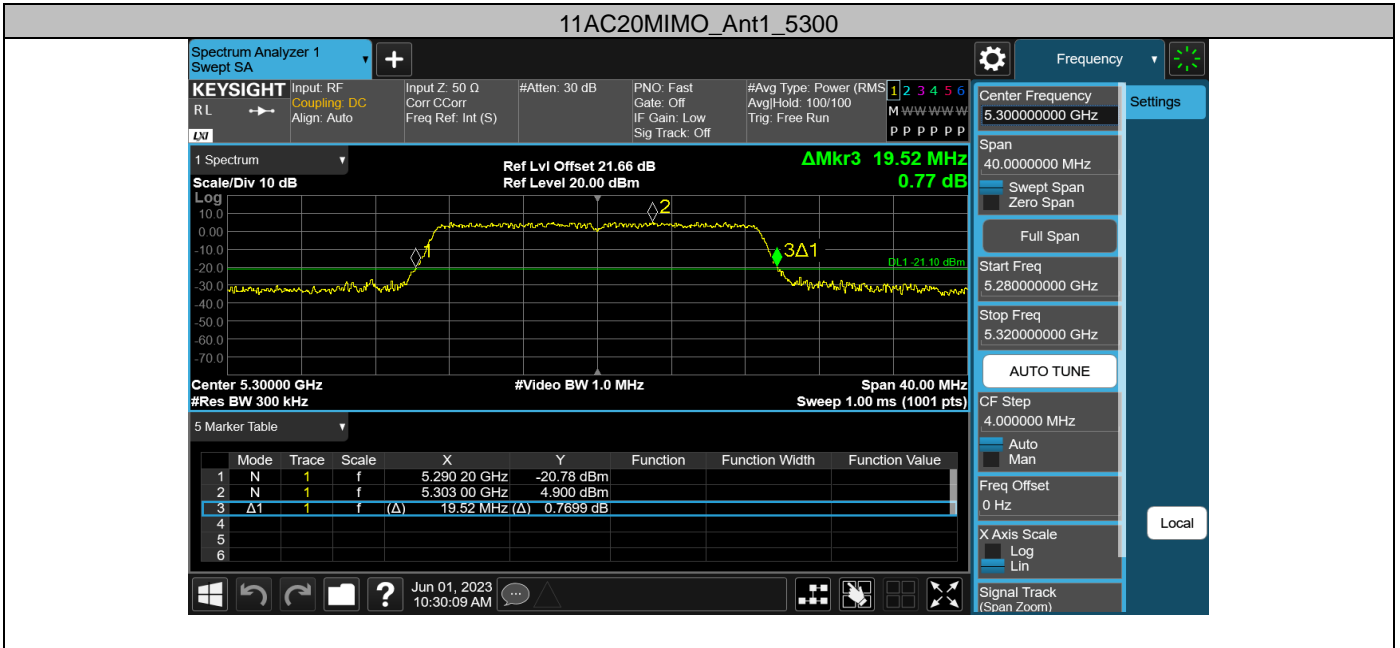 11AC20MIMO_Ant1_5300
Spectrum Analyzer 1
Swept SA
+
Frequency
KEYSIGHT
R L
LXI
Input: RF
Coupling: DC
Align: Auto
Input Z: 50 Ω
Corr CCorr
Freq Ref: Int (S)
#Atten: 30 dB
PNO: Fast
Gate: Off
IF Gain: Low
Sig Track: Off
#Avg Type: Power (RMS
Avg|Hold: 100/100
Trig: Free Run
1 2 3 4 5 6
M W W W W W
P P P P P P
Center Frequency
5.300000000 GHz
Settings
Span
40.0000000 MHz
Swept Span
Zero Span
Full Span
Start Freq
5.280000000 GHz
Stop Freq
5.320000000 GHz
AUTO TUNE
CF Step
4.000000 MHz
Auto
Man
Freq Offset
0 Hz
X Axis Scale
Log
Lin
Signal Track
(Span Zoom)
Local
1 Spectrum
Scale/Div 10 dB
Ref Lvl Offset 21.66 dB
Ref Level 20.00 dBm
ΔMkr3 19.52 MHz
0.77 dB
Log
10.0
0.00
-10.0
-20.0
-30.0
-40.0
-50.0
-60.0
-70.0
1
2
3Δ1
DL1 -21.10 dBm
Center 5.30000 GHz
#Video BW 1.0 MHz
Span 40.00 MHz
#Res BW 300 kHz
Sweep 1.00 ms (1001 pts)
5 Marker Table
Mode Trace Scale X Y Function Function Width Function Value
1 N 1 f 5.290 20 GHz -20.78 dBm
2 N 1 f 5.303 00 GHz 4.900 dBm
3 Δ1 1 f (Δ) 19.52 MHz (Δ) 0.7699 dB
4
5
6
?
Jun 01, 2023
10:30:09 AM